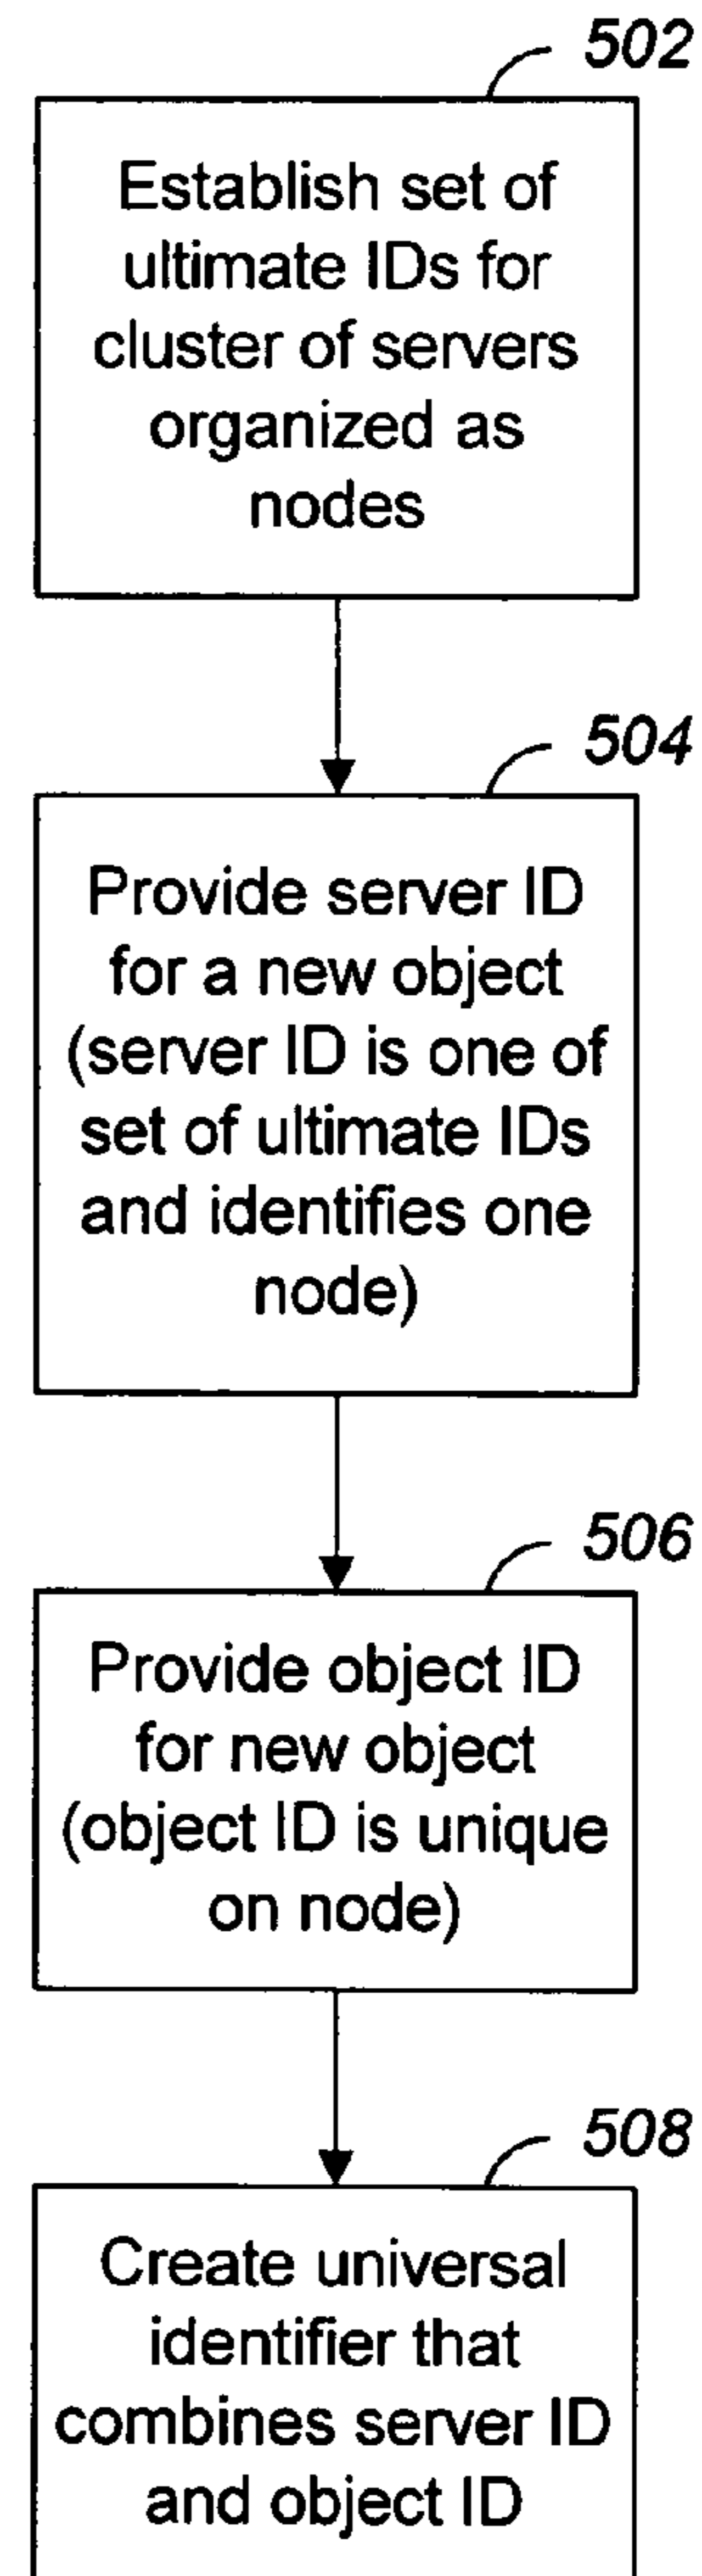 502
Establish set of
ultimate IDs for
cluster of servers
organized as
nodes
504
Provide server ID
for a new object
(server ID is one of
set of ultimate IDs
and identifies one
node)
506
Provide object ID
for new object
(object ID is unique
on node)
508
Create universal
identifier that
combines server ID
and object ID